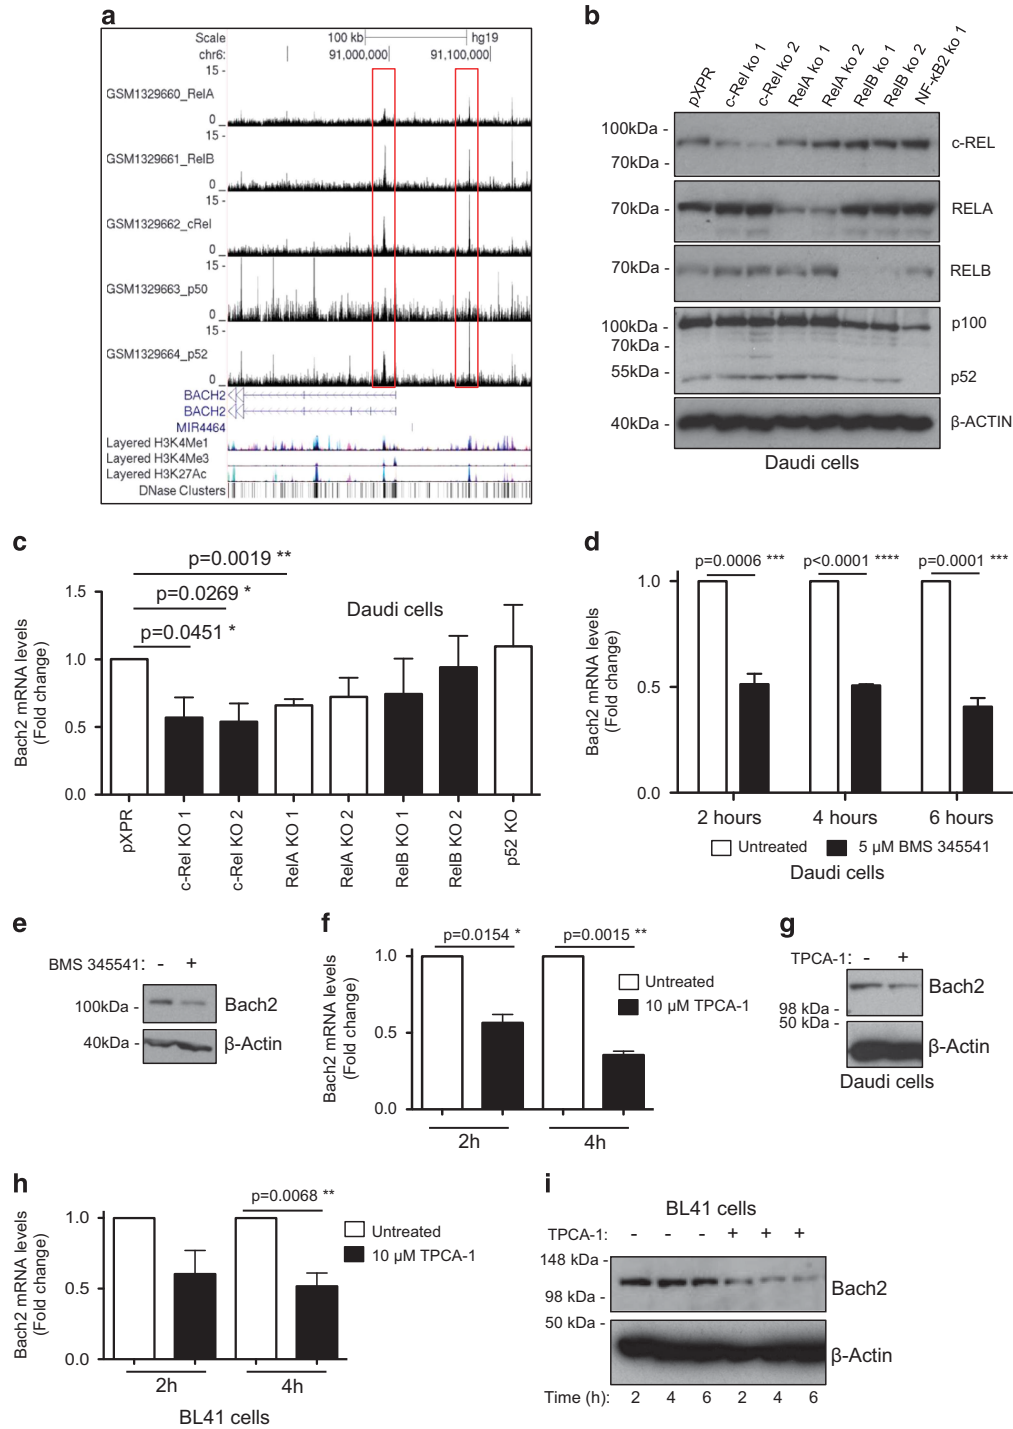 a
Scale 100 kb hg19
chr6: 91,000,000 91,100,000
15 -
GSM1329660_RelA
0 _
15 -
GSM1329661_RelB
0 _
15 -
GSM1329662_cRel
0 _
15 -
GSM1329663_p50
0 _
15 -
GSM1329664_p52
0 _
BACH2
BACH2
MIR4464
Layered H3K4Me1
Layered H3K4Me3
Layered H3K27Ac
DNase Clusters
b
pXPR c-Rel ko 1 c-Rel ko 2 RelA ko 1 RelA ko 2 RelB ko 1 RelB ko 2 NF-κB2 ko 1
100kDa -
70kDa -
c-REL
70kDa -
RELA
70kDa -
RELB
100kDa -
70kDa -
55kDa -
p100
p52
40kDa -
β-ACTIN
Daudi cells
c
p=0.0019 **
p=0.0269 *
p=0.0451 *
Daudi cells
Bach2 mRNA levels
(Fold change)
1.5
1.0
0.5
0.0
pXPR
c-Rel KO 1
c-Rel KO 2
RelA KO 1
RelA KO 2
RelB KO 1
RelB KO 2
p52 KO
d
p=0.0006 *** p<0.0001 **** p=0.0001 ***
Bach2 mRNA levels
(Fold change)
1.0
0.5
0.0
2 hours 4 hours 6 hours
Untreated 5 µM BMS 345541
Daudi cells
e
BMS 345541: - +
100kDa -
Bach2
40kDa -
β-Actin
f
p=0.0154 * p=0.0015 **
Bach2 mRNA levels
(Fold change)
1.0
0.5
0.0
Untreated
10 µM TPCA-1
2h 4h
g
TPCA-1: - +
Bach2
98 kDa -
50 kDa -
β-Actin
Daudi cells
h
p=0.0068 **
Bach2 mRNA levels
(Fold change)
1.0
0.5
0.0
Untreated
10 µM TPCA-1
2h 4h
BL41 cells
i
BL41 cells
TPCA-1: - - - + + +
148 kDa -
98 kDa -
Bach2
50 kDa -
β-Actin
Time (h): 2 4 6 2 4 6